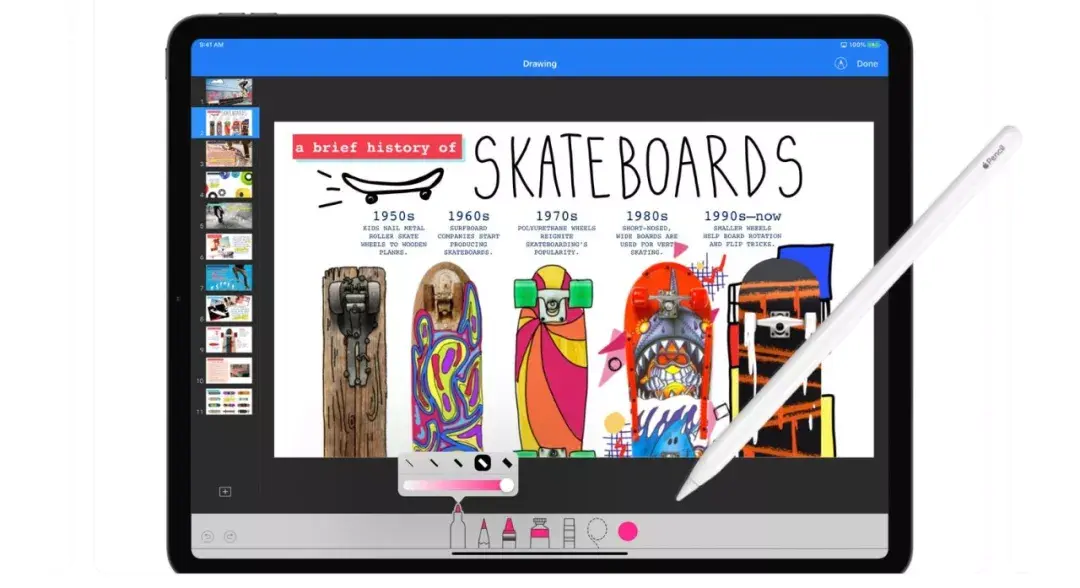 9:41 AM
100%
Drawing
Done
a brief history of
SKATEBOARDS
1950s
KIDS NAIL METAL
ROLLER SKATE
WHEELS TO WOODEN
PLANKS.
1960s
SURFBOARD
COMPANIES START
PRODUCING
SKATEBOARDS.
1970s
POLYURETHANE WHEELS
REIGNITE
SKATEBOARDING'S
POPULARITY.
1980s
SHORT-NOSED,
WIDE BOARDS ARE
USED FOR VERT
SKATING.
1990s—now
SMALLER WHEELS
HELP BOARD ROTATION
AND FLIP TRICKS.
Pencil
1
2
3
4
5
6
7
8
9
10
11